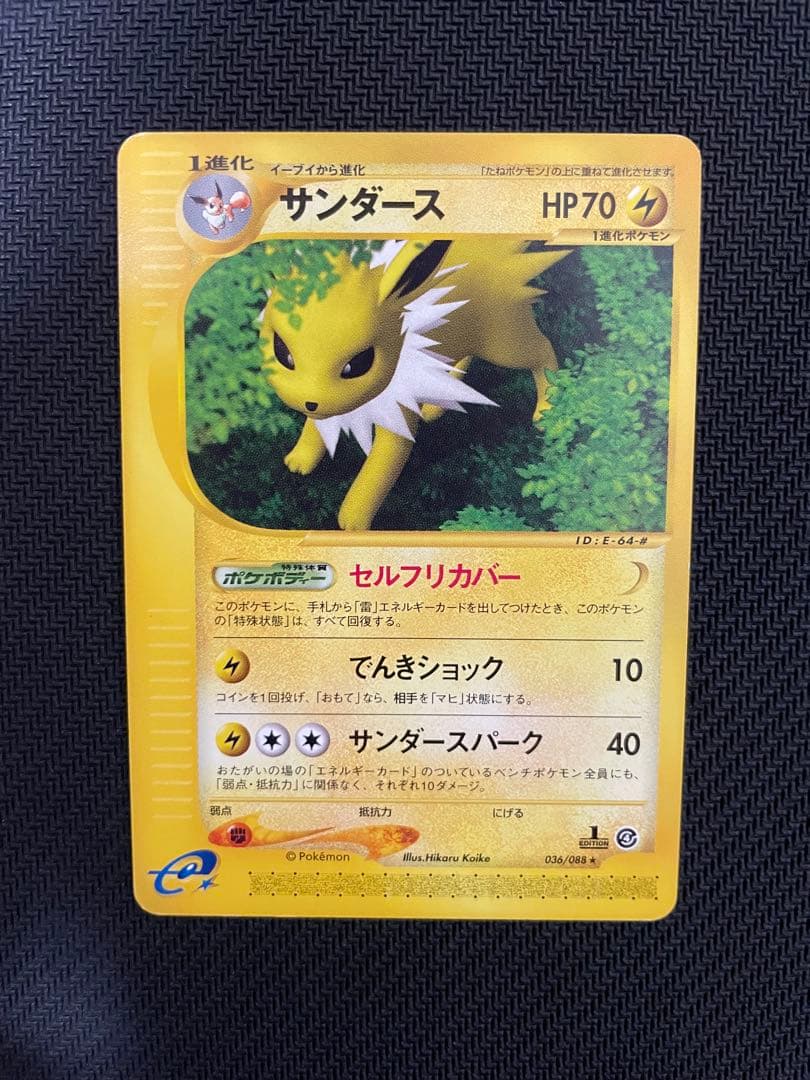 1進化
イーブイから進化
「たねポケモン」の上に重ねて進化させます。
サンダース
HP70
1進化ポケモン
ID:E-64-#
特殊体質
ポケボディー
セルフリカバー
このポケモンに、手札から「雷」エネルギーカードを出してつけたとき、このポケモン
の「特殊状態」は、すべて回復する。
でんきショック 10
コインを1回投げ、「おもて」なら、相手を「マヒ」状態にする。
サンダースパーク 40
おたがいの場の「エネルギーカード」のついているベンチポケモン全員にも、
「弱点・抵抗力」に関係なく、それぞれ10ダメージ。
弱点 抵抗力 にげる
1
EDITION
© Pokémon Illus.Hikaru Koike 036/088 ★
e